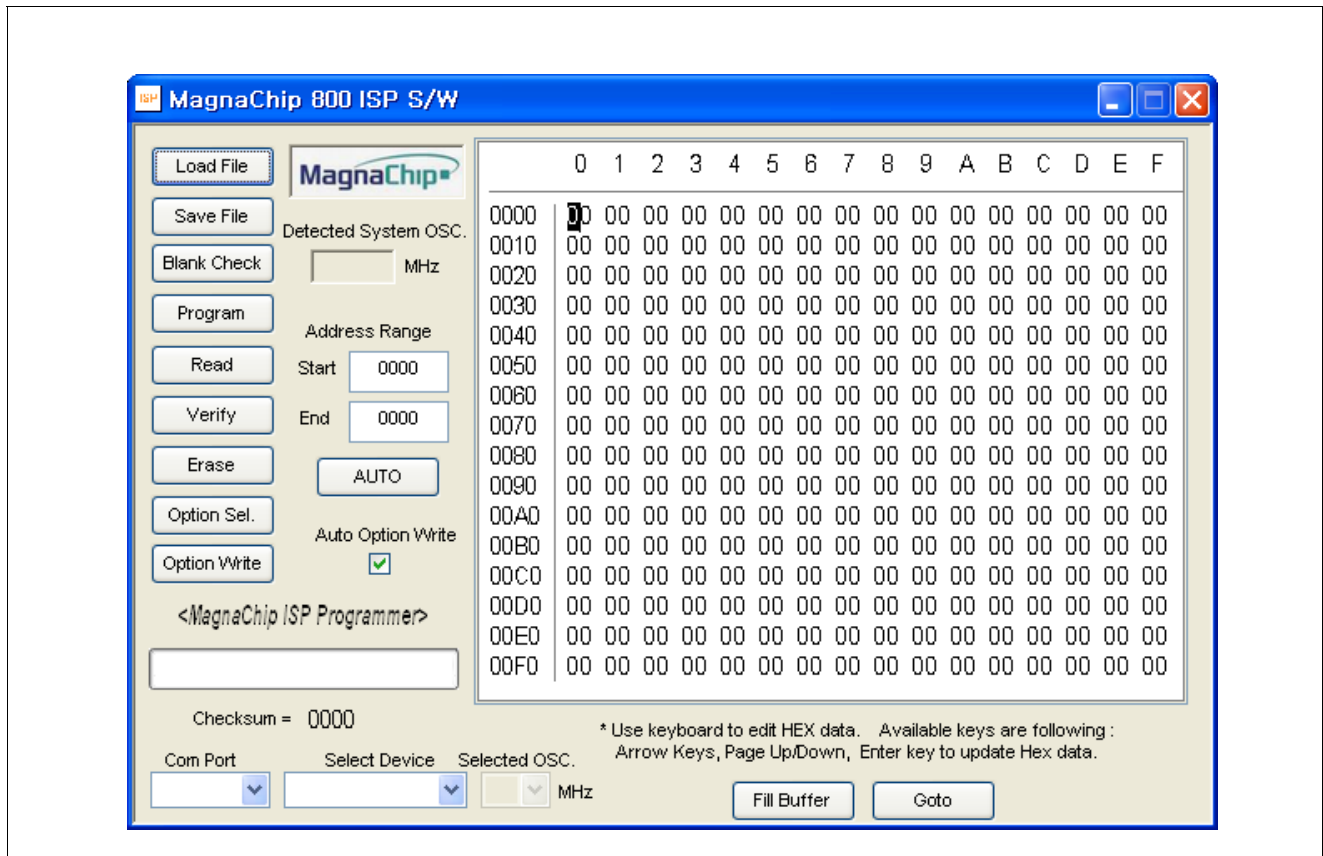 ISP MagnaChip 800 ISP S/W
Load File
Save File
Blank Check
Program
Read
Verify
Erase
Option Sel.
Option Write
MagnaChip
Detected System OSC.
MHz
Address Range
Start 0000
End 0000
AUTO
Auto Option Write
<MagnaChip ISP Programmer>
Checksum = 0000
Com Port Select Device Selected OSC.
MHz
0 1 2 3 4 5 6 7 8 9 A B C D E F
0000 00 00 00 00 00 00 00 00 00 00 00 00 00 00 00 00
0010 00 00 00 00 00 00 00 00 00 00 00 00 00 00 00 00
0020 00 00 00 00 00 00 00 00 00 00 00 00 00 00 00 00
0030 00 00 00 00 00 00 00 00 00 00 00 00 00 00 00 00
0040 00 00 00 00 00 00 00 00 00 00 00 00 00 00 00 00
0050 00 00 00 00 00 00 00 00 00 00 00 00 00 00 00 00
0060 00 00 00 00 00 00 00 00 00 00 00 00 00 00 00 00
0070 00 00 00 00 00 00 00 00 00 00 00 00 00 00 00 00
0080 00 00 00 00 00 00 00 00 00 00 00 00 00 00 00 00
0090 00 00 00 00 00 00 00 00 00 00 00 00 00 00 00 00
00A0 00 00 00 00 00 00 00 00 00 00 00 00 00 00 00 00
00B0 00 00 00 00 00 00 00 00 00 00 00 00 00 00 00 00
00C0 00 00 00 00 00 00 00 00 00 00 00 00 00 00 00 00
00D0 00 00 00 00 00 00 00 00 00 00 00 00 00 00 00 00
00E0 00 00 00 00 00 00 00 00 00 00 00 00 00 00 00 00
00F0 00 00 00 00 00 00 00 00 00 00 00 00 00 00 00 00
* Use keyboard to edit HEX data. Available keys are following :
Arrow Keys, Page Up/Down, Enter key to update Hex data.
Fill Buffer
Goto